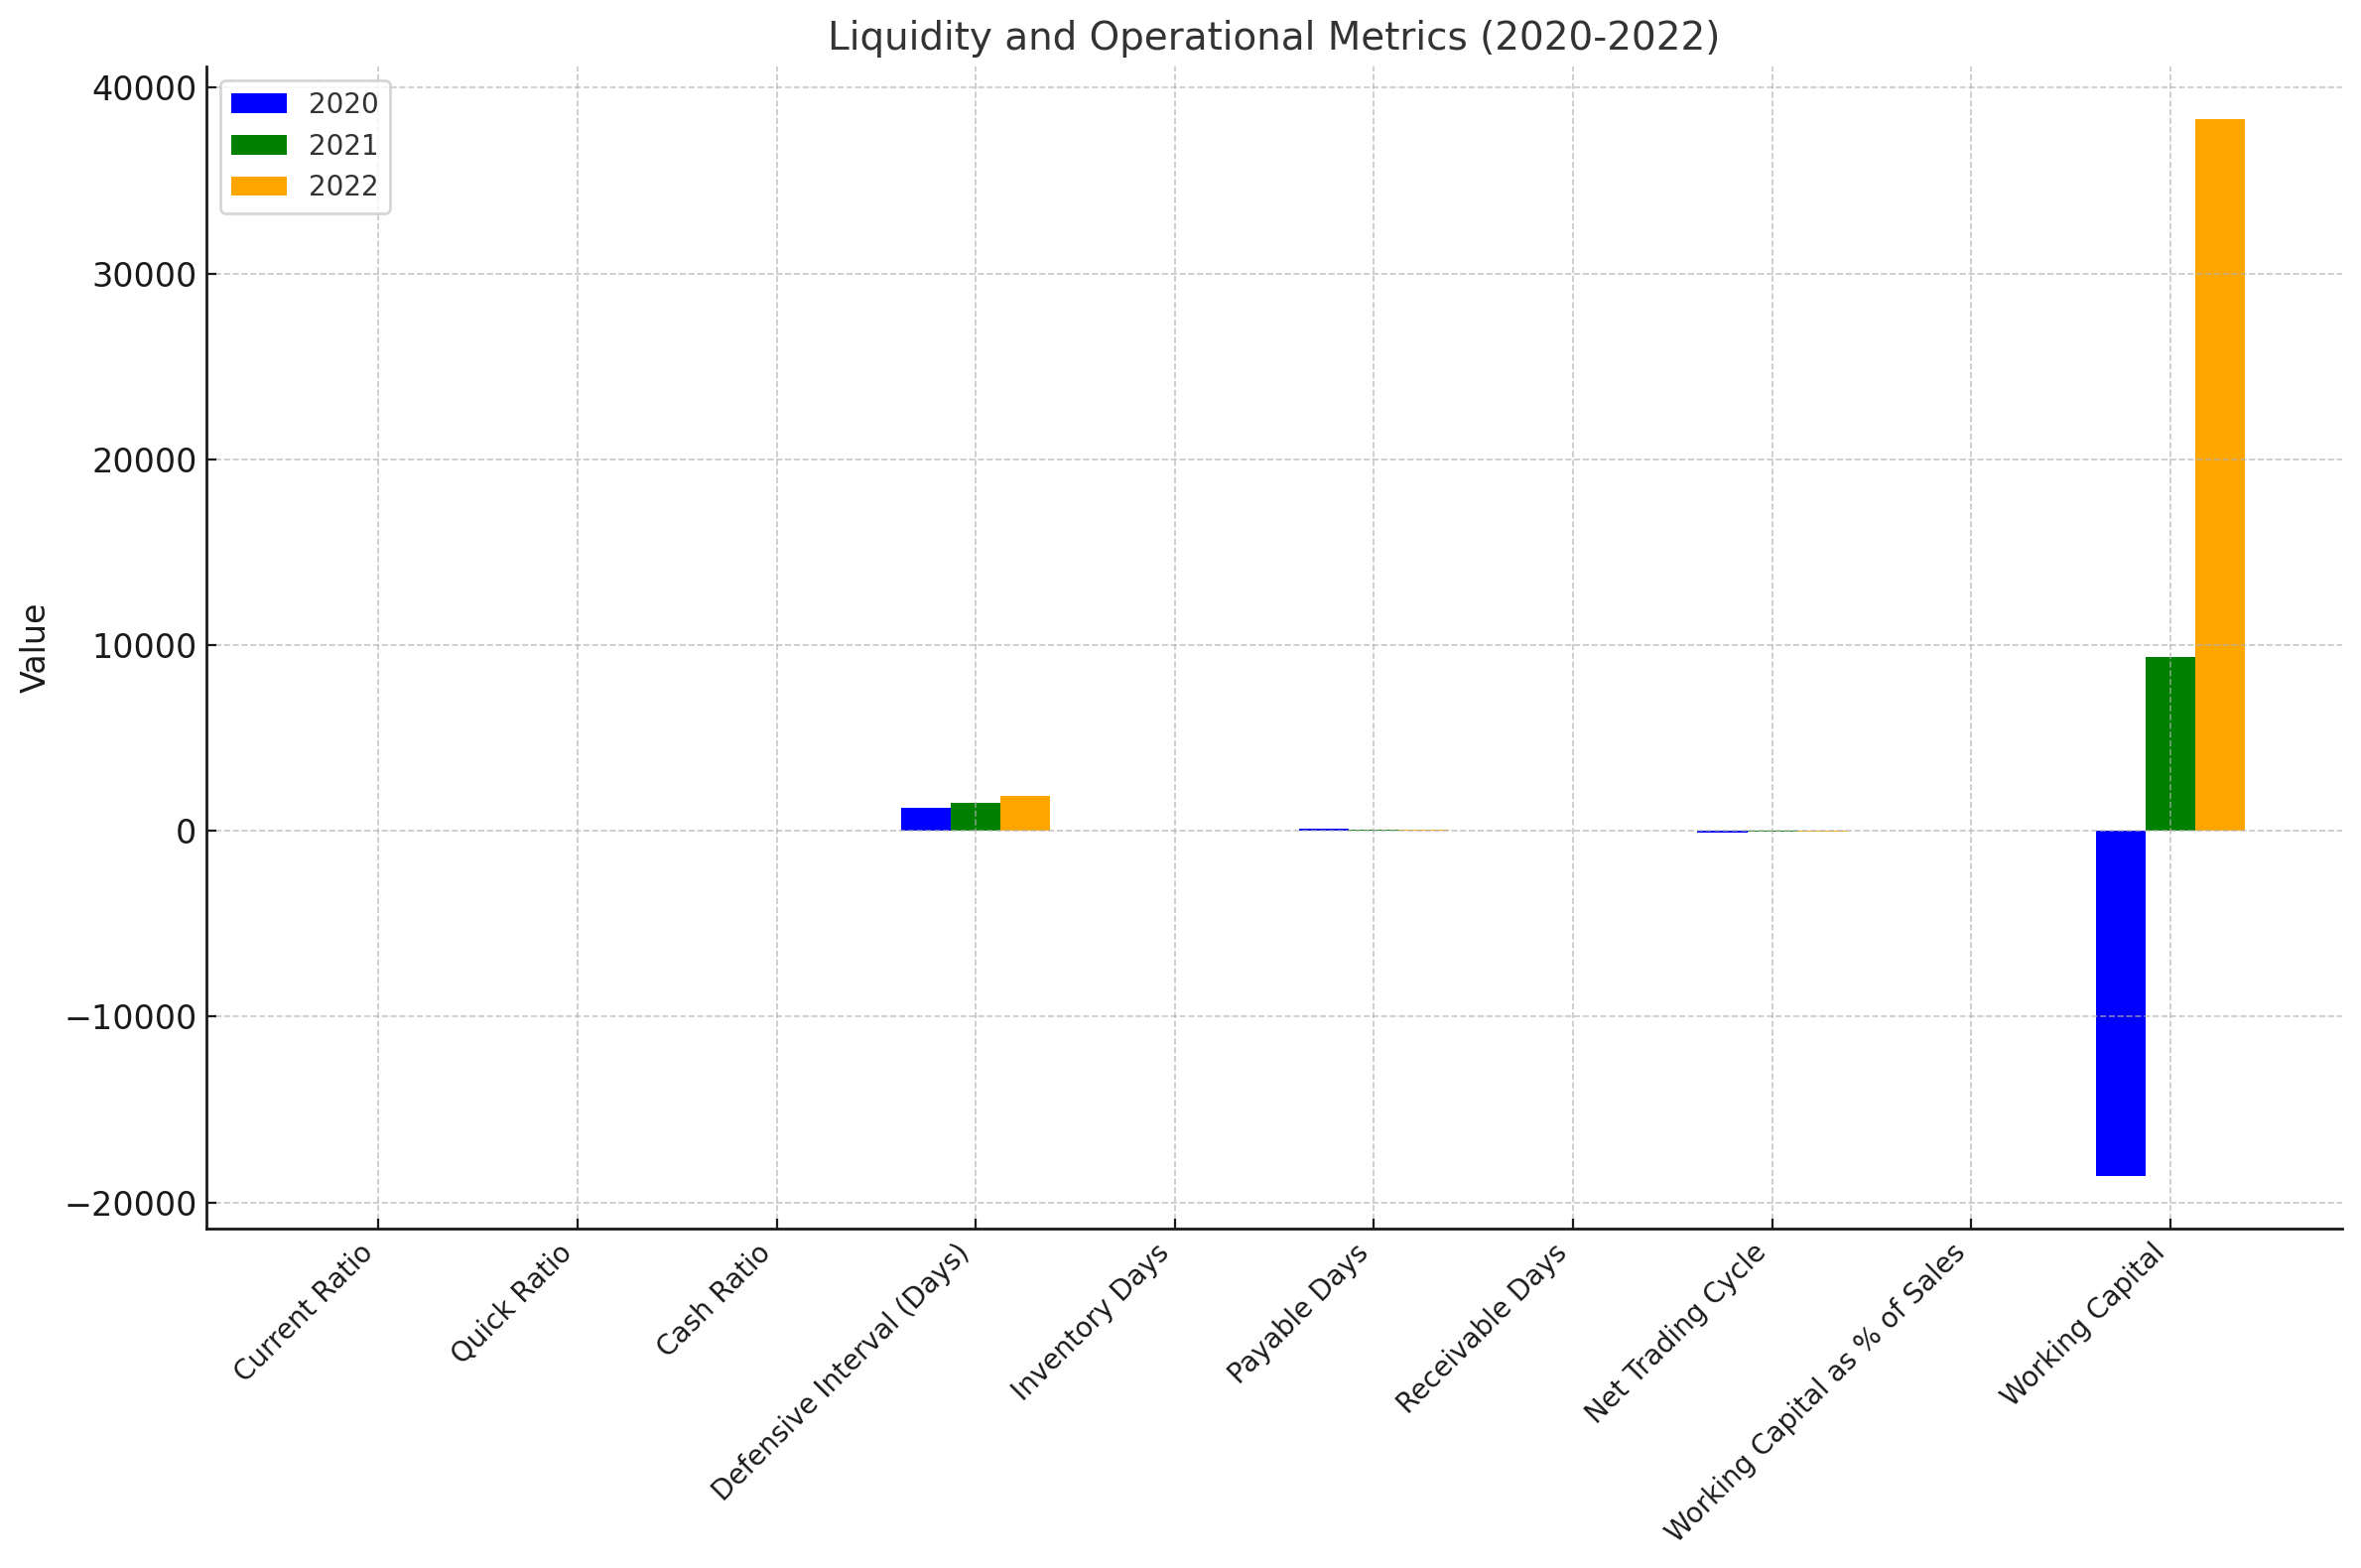 Liquidity and Operational Metrics (2020-2022)
40000
30000
20000
10000
0
−10000
−20000
Value
2020
2021
2022
Current Ratio
Quick Ratio
Cash Ratio
Defensive Interval (Days)
Inventory Days
Payable Days
Receivable Days
Net Trading Cycle
Working Capital as % of Sales
Working Capital